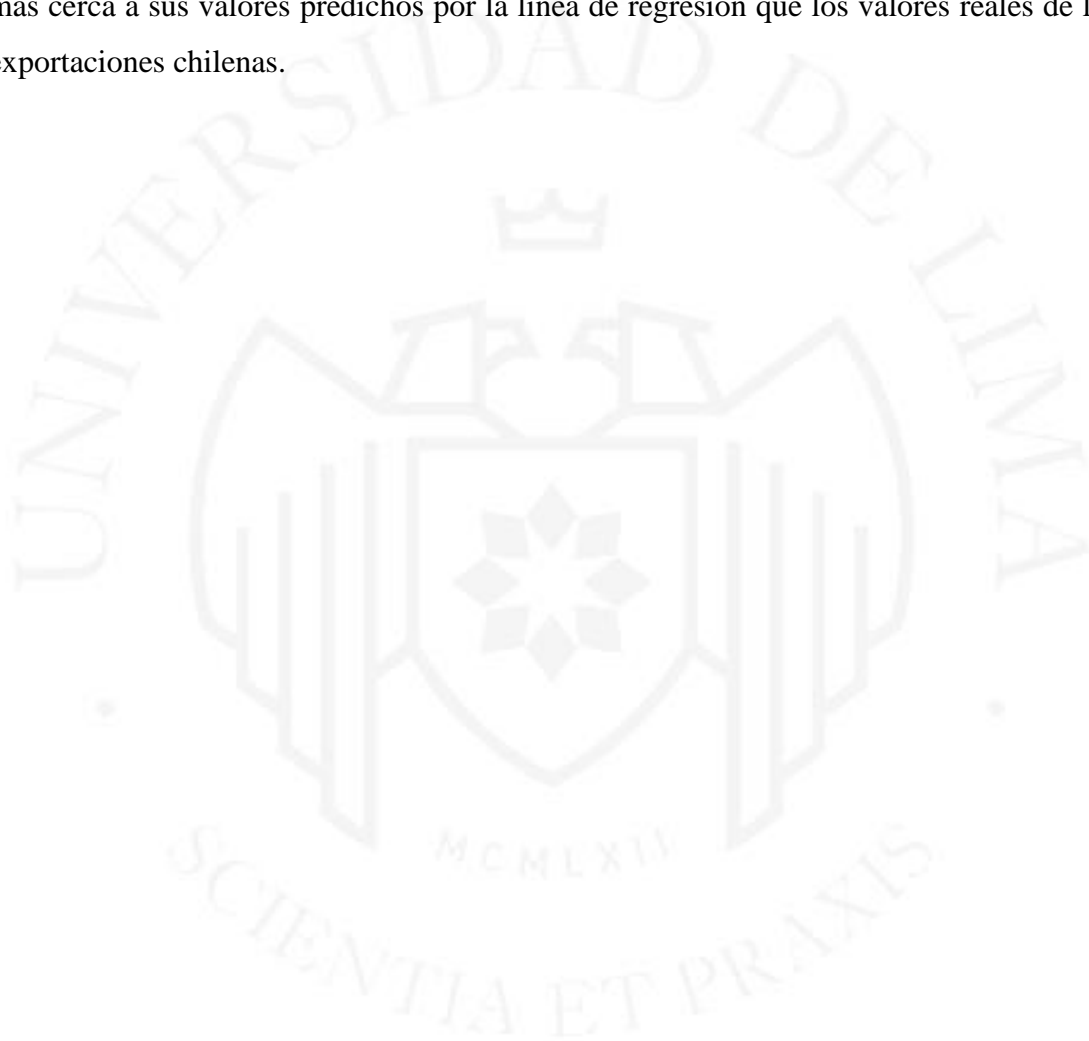 más cerca a sus valores predichos por la línea de regresión que los valores reales de l
exportaciones chilenas.
UNIVERSIDAD DE LIMA
MCMLXII
SCIENTIA ET PRAXIS